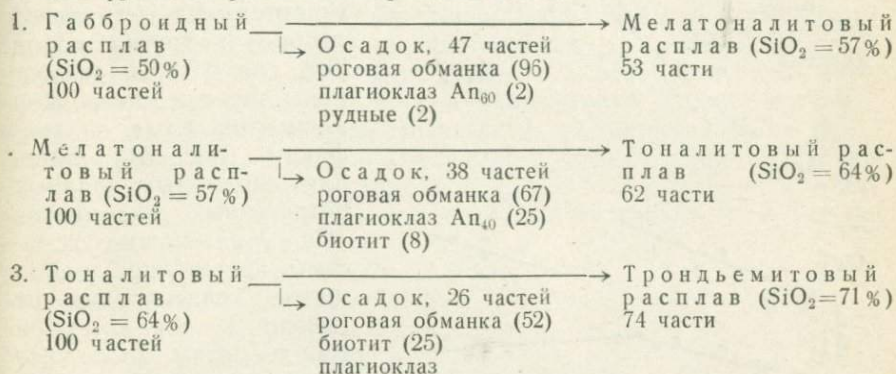 1. Габброидный расплав (SiO₂ = 50%) 100 частей → Мелатоналитовый расплав (SiO₂ = 57%) 53 части
↳ Осадок, 47 частей
роговая обманка (96)
плагиоклаз An₆₀ (2)
рудные (2)
. Мелатонали-
товый расп-
лав (SiO₂ = 57%)
100 частей
→ Тоналитовый рас-
плав (SiO₂ = 64%)
62 части
↳ Осадок, 38 частей
роговая обманка (67)
плагиоклаз An₄₀ (25)
биотит (8)
3. Тоналитовый
расплав
(SiO₂ = 64%)
100 частей
→ Трондьемитовый
расплав (SiO₂=71%)
74 части
↳ Осадок, 26 частей
роговая обманка (52)
биотит (25)
плагиоклаз